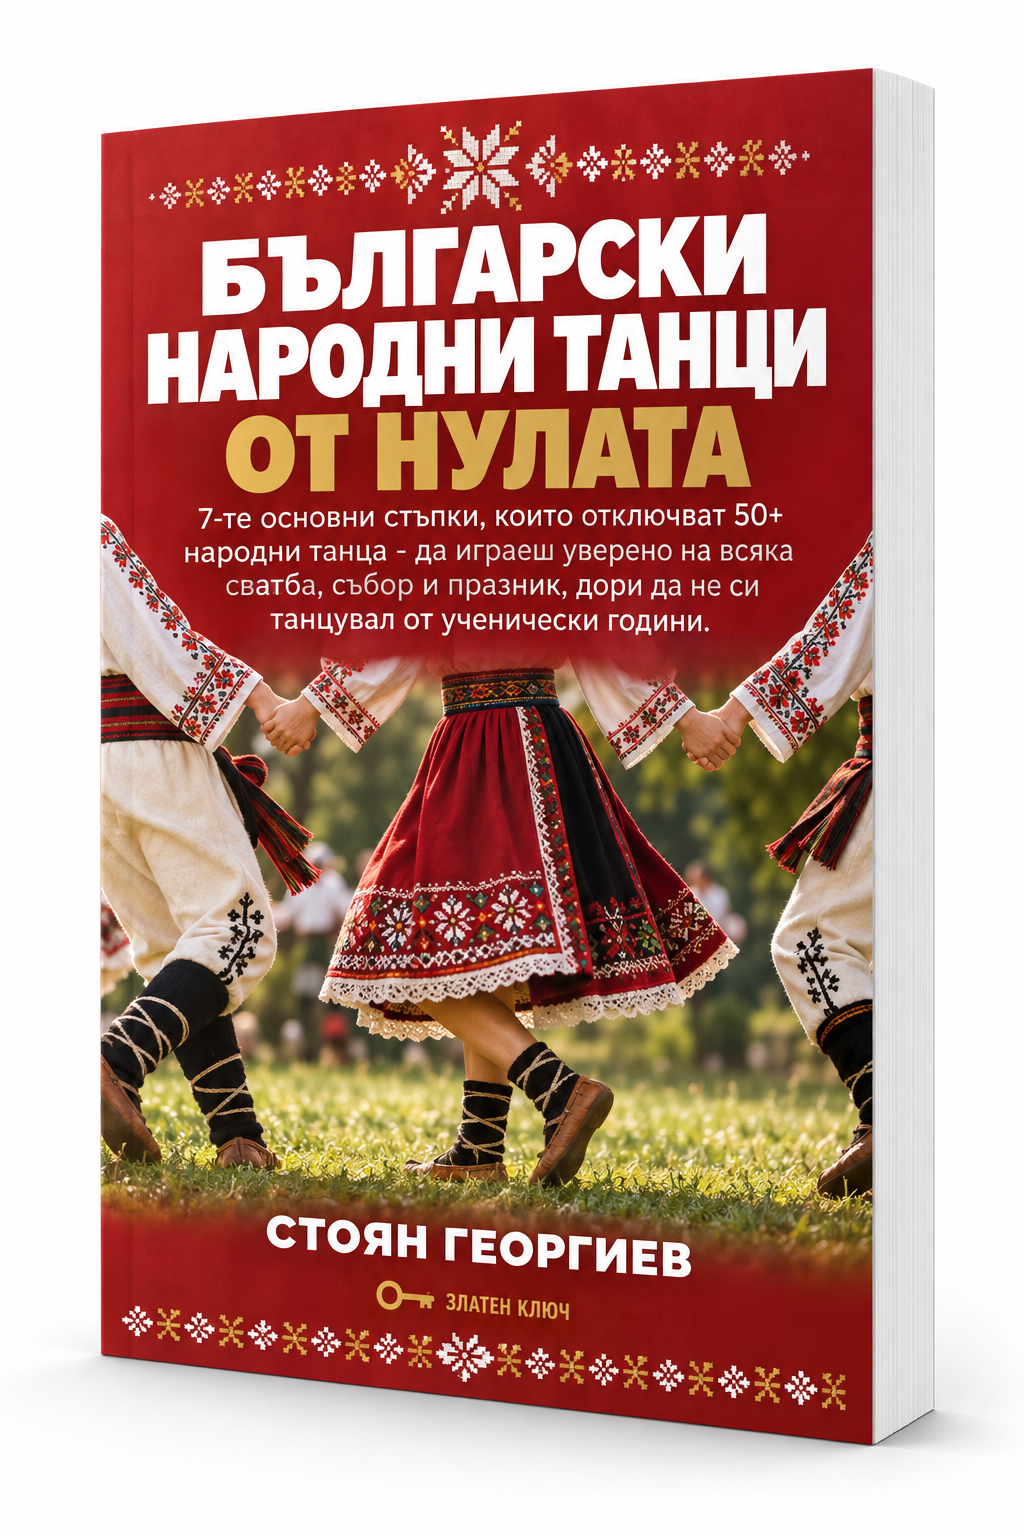 БЪЛГАРСКИ
НАРОДНИ ТАНЦИ
ОТ НУЛАТА
7-те основни стъпки, които отключват 50+
народни танца - да играеш уверено на всяка
сватба, събор и празник, дори да не си
танцувал от ученически години.
СТОЯН ГЕОРГИЕВ
ЗЛАТЕН КЛЮЧ